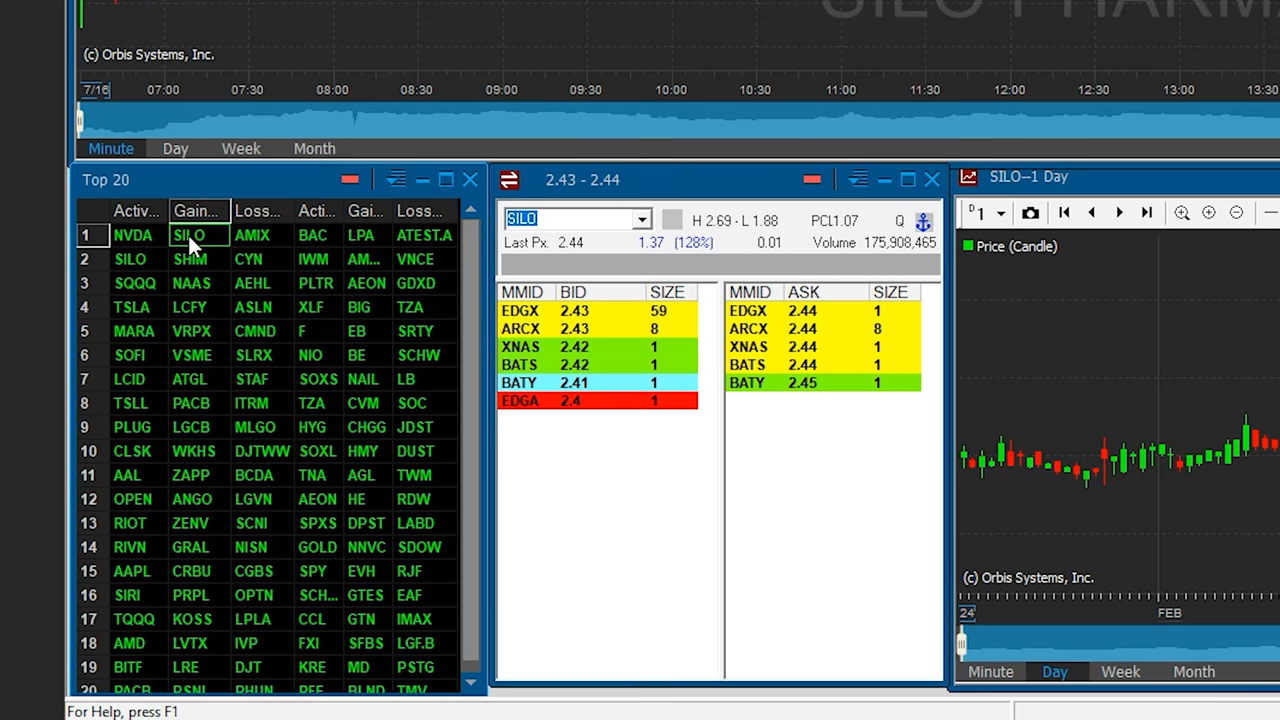 SILO PHARMA
(c) Orbis Systems, Inc.
7/16 07:00 07:30 08:00 08:30 09:00 09:30 10:00 10:30 11:00 11:30 12:00 12:30 13:00 13:30
Minute Day Week Month
Top 20
Activ... Gain... Loss... Acti... Gai... Loss...
1 NVDA SILO AMIX BAC LPA ATEST.A
2 SILO SHIM CYN IWM AM... VNCE
3 SQQQ NAAS AEHL PLTR AEON GDXD
4 TSLA LCFY ASLN XLF BIG TZA
5 MARA VRPX CMND F EB SRTY
6 SOFI VSME SLRX NIO BE SCHW
7 LCID ATGL STAF SOXS NAIL LB
8 TSLL PACB ITRM TZA CVM SOC
9 PLUG LGCB MLGO HYG CHGG JDST
10 CLSK WKHS DJTWW SOXL HMY DUST
11 AAL ZAPP BCDA TNA AGL TWM
12 OPEN ANGO LGVN AEON HE RDW
13 RIOT ZENV SCNI SPXS DPST LABD
14 RIVN GRAL NISN GOLD NNVC SDOW
15 AAPL CRBU CGBS SPY EVH RJF
16 SIRI PRPL OPTN SCH... GTES EAF
17 TQQQ KOSS LPLA CCL GTN IMAX
18 AMD LVTX IVP FXI SFBS LGF.B
19 BITF LRE DJT KRE MD PSTG
20 PACB PHUN BLND TMV
2.43 - 2.44
SILO H 2.69 - L 1.88 PCL1.07 Q
Last Px. 2.44 1.37 (128%) 0.01 Volume 175,908,465
MMID BID SIZE
EDGX 2.43 59
ARCX 2.43 8
XNAS 2.42 1
BATS 2.42 1
BATY 2.41 1
EDGA 2.4 1
MMID ASK SIZE
EDGX 2.44 1
ARCX 2.44 8
XNAS 2.44 1
BATS 2.44 1
BATY 2.45 1
SILO--1 Day
D 1
Price (Candle)
(c) Orbis Systems, Inc.
24 FEB
Minute Day Week Month
For Help, press F1